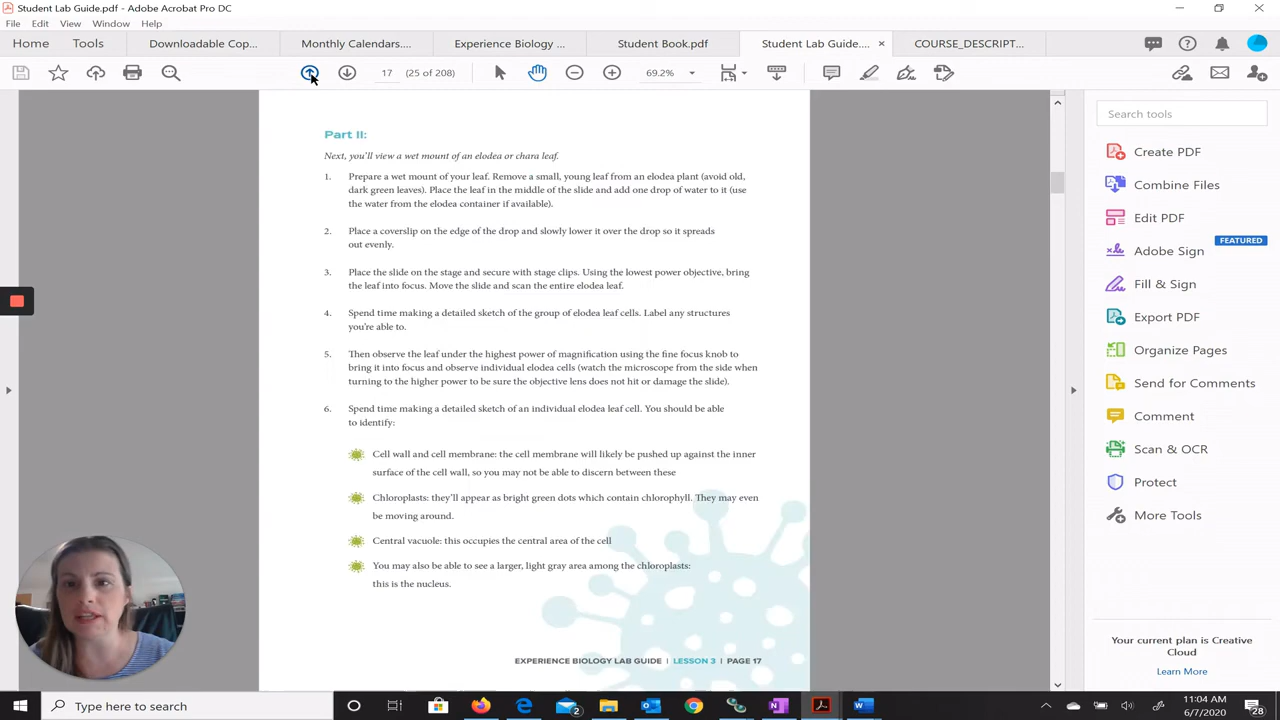 Student Lab Guide.pdf - Adobe Acrobat Pro DC
File Edit View Window Help
Home Tools Downloadable Cop... Monthly Calendars.... Experience Biology ... Student Book.pdf Student Lab Guide.... × COURSE_DESCRIPT...
17 (25 of 208) 69.2%
Part II:
Next, you'll view a wet mount of an elodea or chara leaf.
1. Prepare a wet mount of your leaf. Remove a small, young leaf from an elodea plant (avoid old,
dark green leaves). Place the leaf in the middle of the slide and add one drop of water to it (use
the water from the elodea container if available).
2. Place a coverslip on the edge of the drop and slowly lower it over the drop so it spreads
out evenly.
3. Place the slide on the stage and secure with stage clips. Using the lowest power objective, bring
the leaf into focus. Move the slide and scan the entire elodea leaf.
4. Spend time making a detailed sketch of the group of elodea leaf cells. Label any structures
you're able to.
5. Then observe the leaf under the highest power of magnification using the fine focus knob to
bring it into focus and observe individual elodea cells (watch the microscope from the side when
turning to the higher power to be sure the objective lens does not hit or damage the slide).
6. Spend time making a detailed sketch of an individual elodea leaf cell. You should be able
to identify:
Cell wall and cell membrane: the cell membrane will likely be pushed up against the inner
surface of the cell wall, so you may not be able to discern between these
Chloroplasts: they'll appear as bright green dots which contain chlorophyll. They may even
be moving around.
Central vacuole: this occupies the central area of the cell
You may also be able to see a larger, light gray area among the chloroplasts:
this is the nucleus.
EXPERIENCE BIOLOGY LAB GUIDE | LESSON 3 | PAGE 17
Search tools
Create PDF
Combine Files
Edit PDF
FEATURED
Adobe Sign
Fill & Sign
Export PDF
Organize Pages
Send for Comments
Comment
Scan & OCR
Protect
More Tools
Your current plan is Creative
Cloud
Learn More
Type here to search
2
11:04 AM
6/7/2020
28